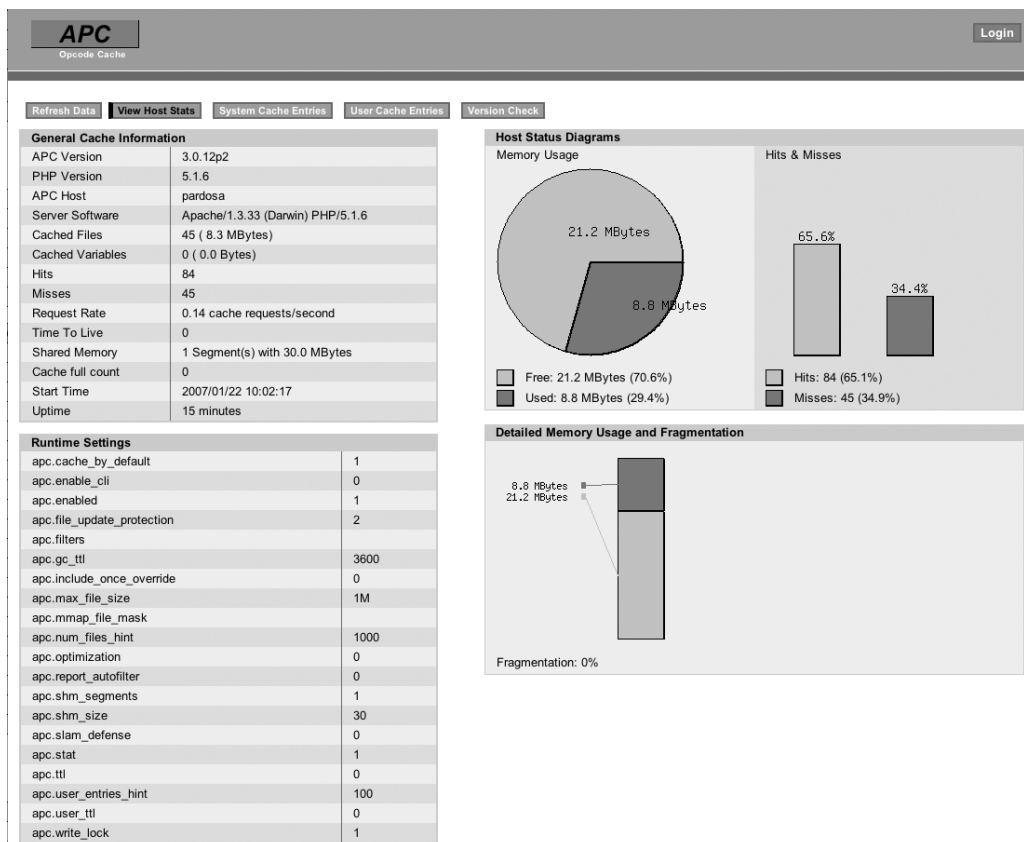 APC
Opcode Cache
Login
Refresh Data View Host Stats System Cache Entries User Cache Entries Version Check
General Cache Information
APC Version 3.0.12p2
PHP Version 5.1.6
APC Host pardosa
Server Software Apache/1.3.33 (Darwin) PHP/5.1.6
Cached Files 45 ( 8.3 MBytes)
Cached Variables 0 ( 0.0 Bytes)
Hits 84
Misses 45
Request Rate 0.14 cache requests/second
Time To Live 0
Shared Memory 1 Segment(s) with 30.0 MBytes
Cache full count 0
Start Time 2007/01/22 10:02:17
Uptime 15 minutes
Runtime Settings
apc.cache_by_default 1
apc.enable_cli 0
apc.enabled 1
apc.file_update_protection 2
apc.filters
apc.gc_ttl 3600
apc.include_once_override 0
apc.max_file_size 1M
apc.mmap_file_mask
apc.num_files_hint 1000
apc.optimization 0
apc.report_autofilter 0
apc.shm_segments 1
apc.shm_size 30
apc.slam_defense 0
apc.stat 1
apc.ttl 0
apc.user_entries_hint 100
apc.user_ttl 0
apc.write_lock 1
Host Status Diagrams
Memory Usage
21.2 MBytes
8.8 MBytes
Free: 21.2 MBytes (70.6%)
Used: 8.8 MBytes (29.4%)
Hits & Misses
65.6%
34.4%
Hits: 84 (65.1%)
Misses: 45 (34.9%)
Detailed Memory Usage and Fragmentation
8.8 MBytes
21.2 MBytes
Fragmentation: 0%